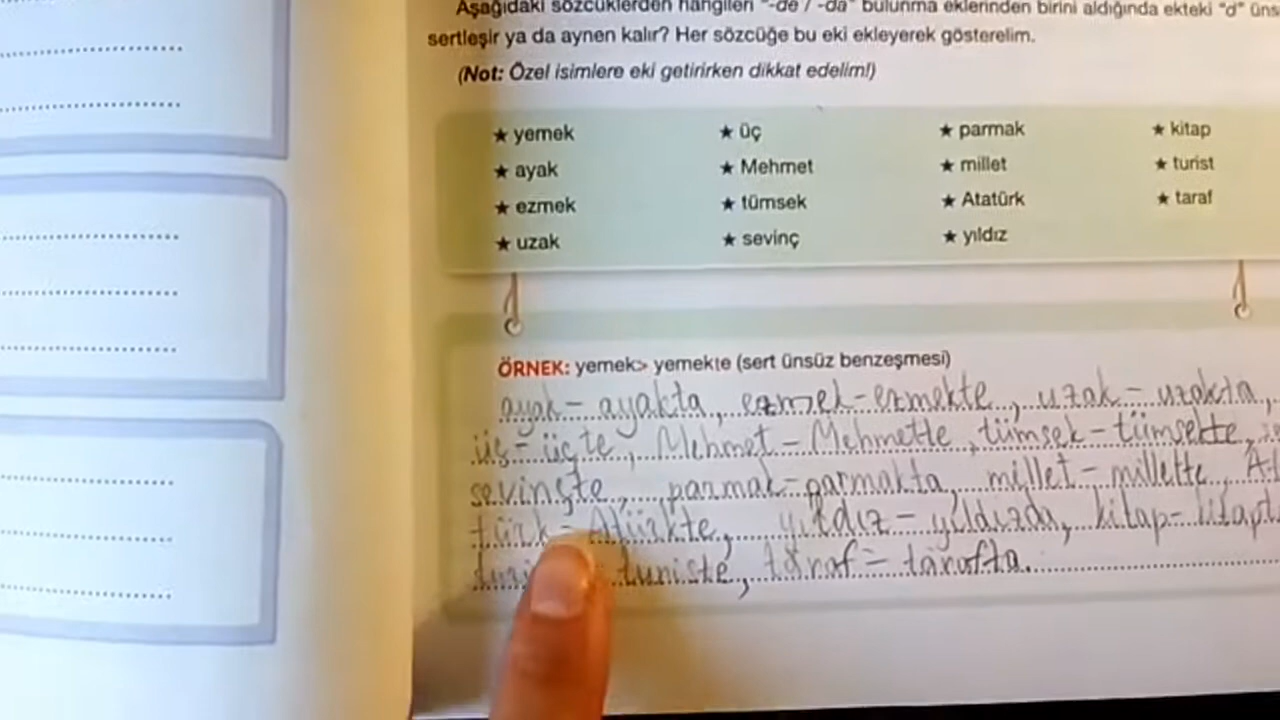 Aşağıdaki sözcüklerden hangileri "-de / -da" bulunma eklerinden birini aldığında ekteki "d" üns
sertleşir ya da aynen kalır? Her sözcüğe bu eki ekleyerek gösterelim.
(Not: Özel isimlere eki getirirken dikkat edelim!)
★ yemek ★ üç ★ parmak ★ kitap
★ ayak ★ Mehmet ★ millet ★ turist
★ ezmek ★ tümsek ★ Atatürk ★ taraf
★ uzak ★ sevinç ★ yıldız
ÖRNEK: yemek> yemekte (sert ünsüz benzeşmesi)
ayak - ayakta, ezmek - ezmekte, uzak - uzakta,
üç - üçte, Mehmet - Mehmette, tümsek - tümsekte,
sevinçte, parmak - parmakta, millet - millette, At
türk - Atürkte, yıldız - yıldızda, kitap - kitapt
turiste, taraf - tarafta.